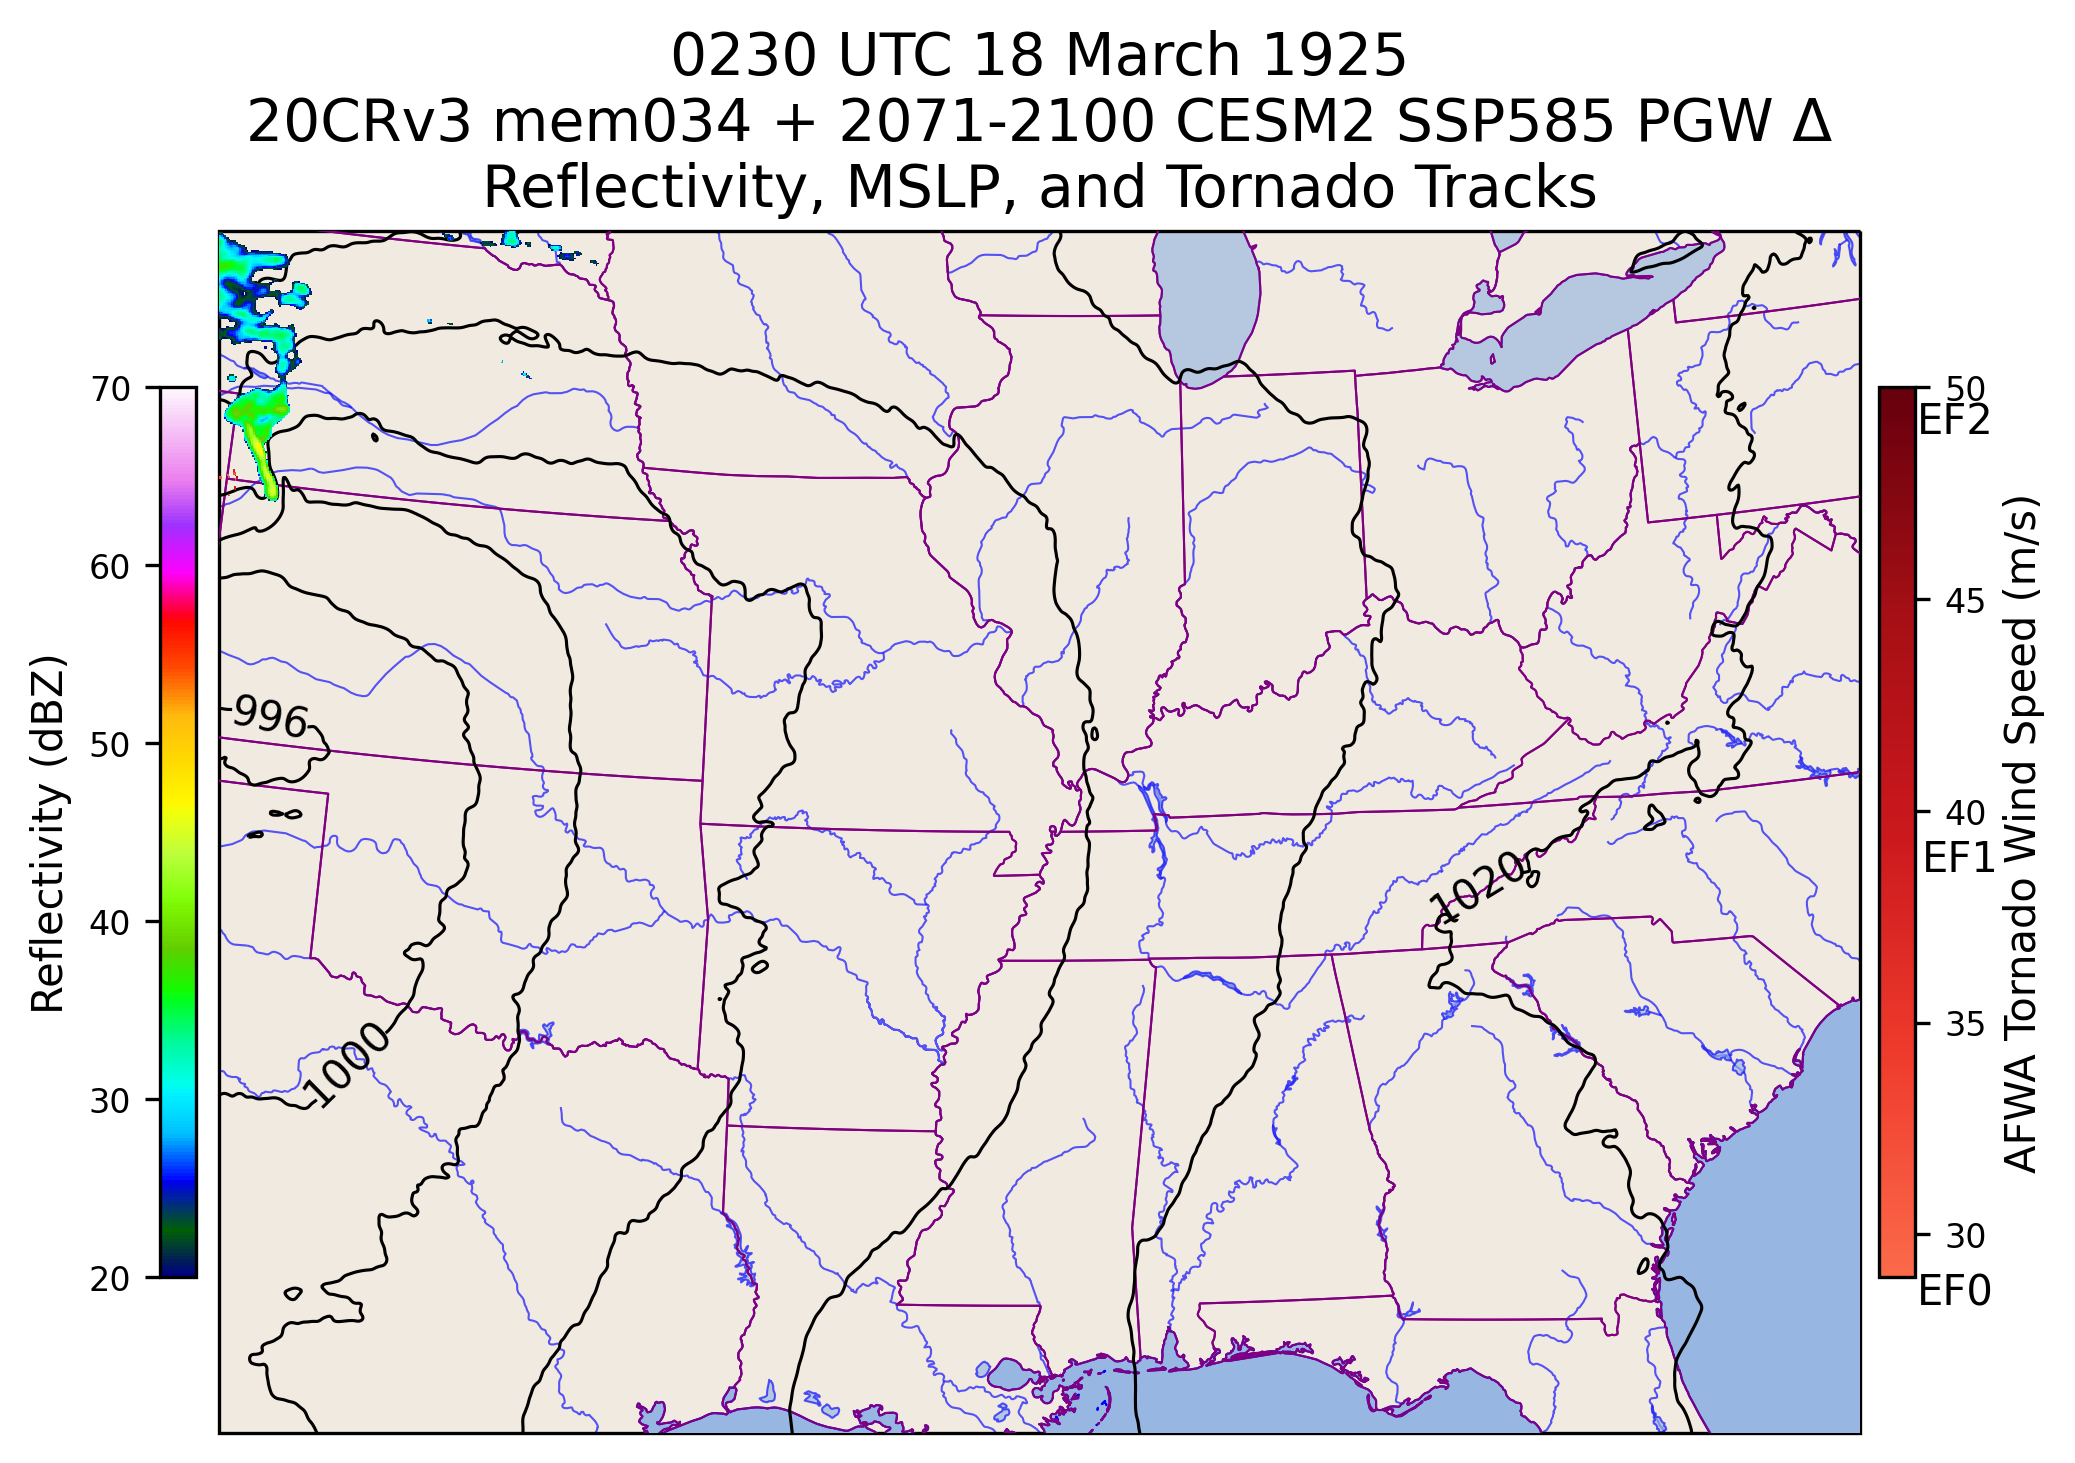 0230 UTC 18 March 1925
20CRv3 mem034 + 2071-2100 CESM2 SSP585 PGW Δ
Reflectivity, MSLP, and Tornado Tracks
70
60
50
40
30
20
Reflectivity (dBZ)
996
1000
1020
50
EF2
45
40
EF1
35
30
EF0
AFWA Tornado Wind Speed (m/s)